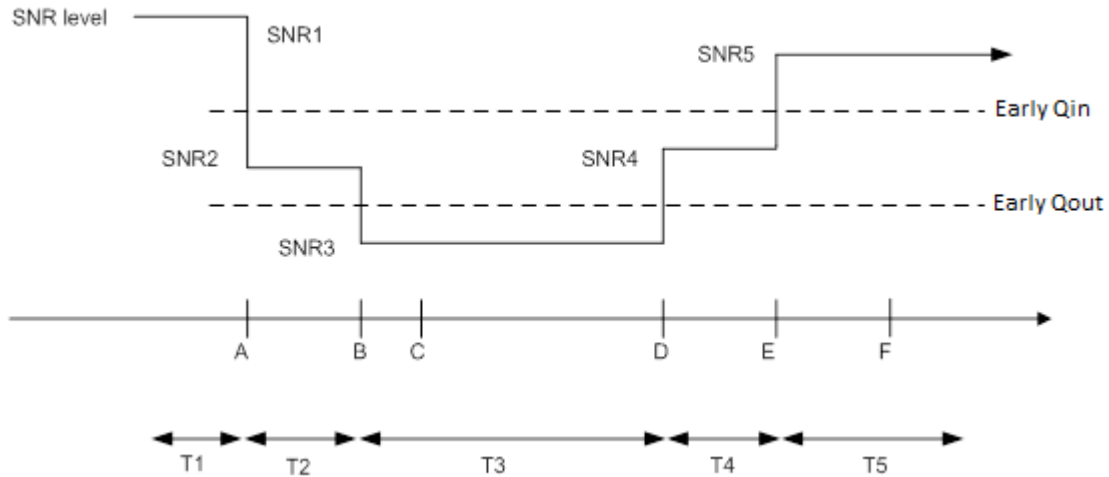 SNR level
SNR1
SNR5
Early Qin
SNR2
SNR4
Early Qout
SNR3
A B C D E F
T1 T2 T3 T4 T5